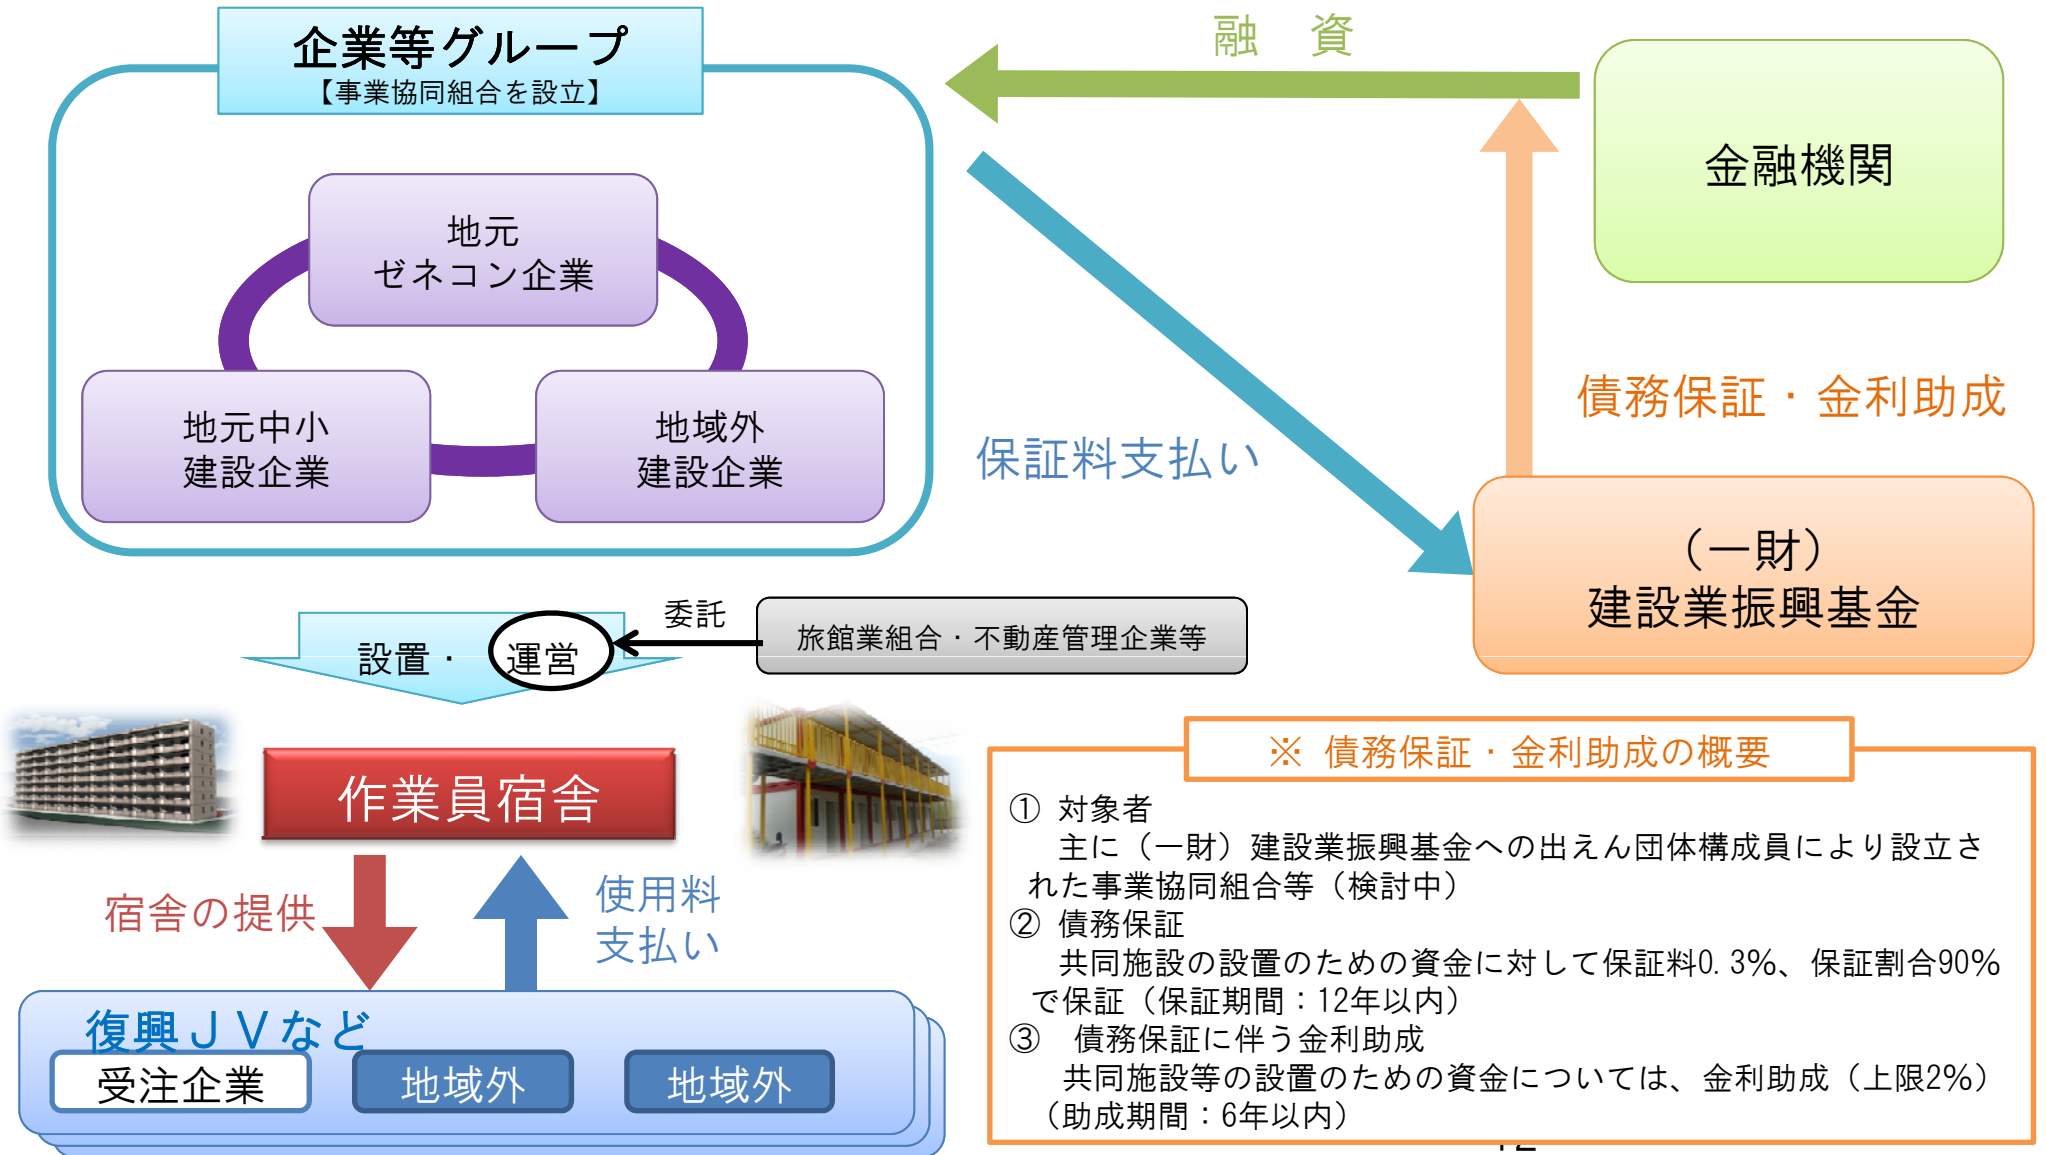 企業等グループ
【事業協同組合を設立】
融　資
金融機関
地元
ゼネコン企業
地元中小
建設企業
地域外
建設企業
保証料支払い
債務保証・金利助成
（一財）
建設業振興基金
設置・
運営
委託
旅館業組合・不動産管理企業等
作業員宿舎
宿舎の提供
使用料
支払い
復興ＪＶなど
受注企業
地域外
地域外
※ 債務保証・金利助成の概要
① 対象者
主に（一財）建設業振興基金への出えん団体構成員により設立さ
れた事業協同組合等（検討中）
② 債務保証
共同施設の設置のための資金に対して保証料0.3%、保証割合90%
で保証（保証期間：12年以内）
③　債務保証に伴う金利助成
共同施設等の設置のための資金については、金利助成（上限2%）
（助成期間：6年以内）